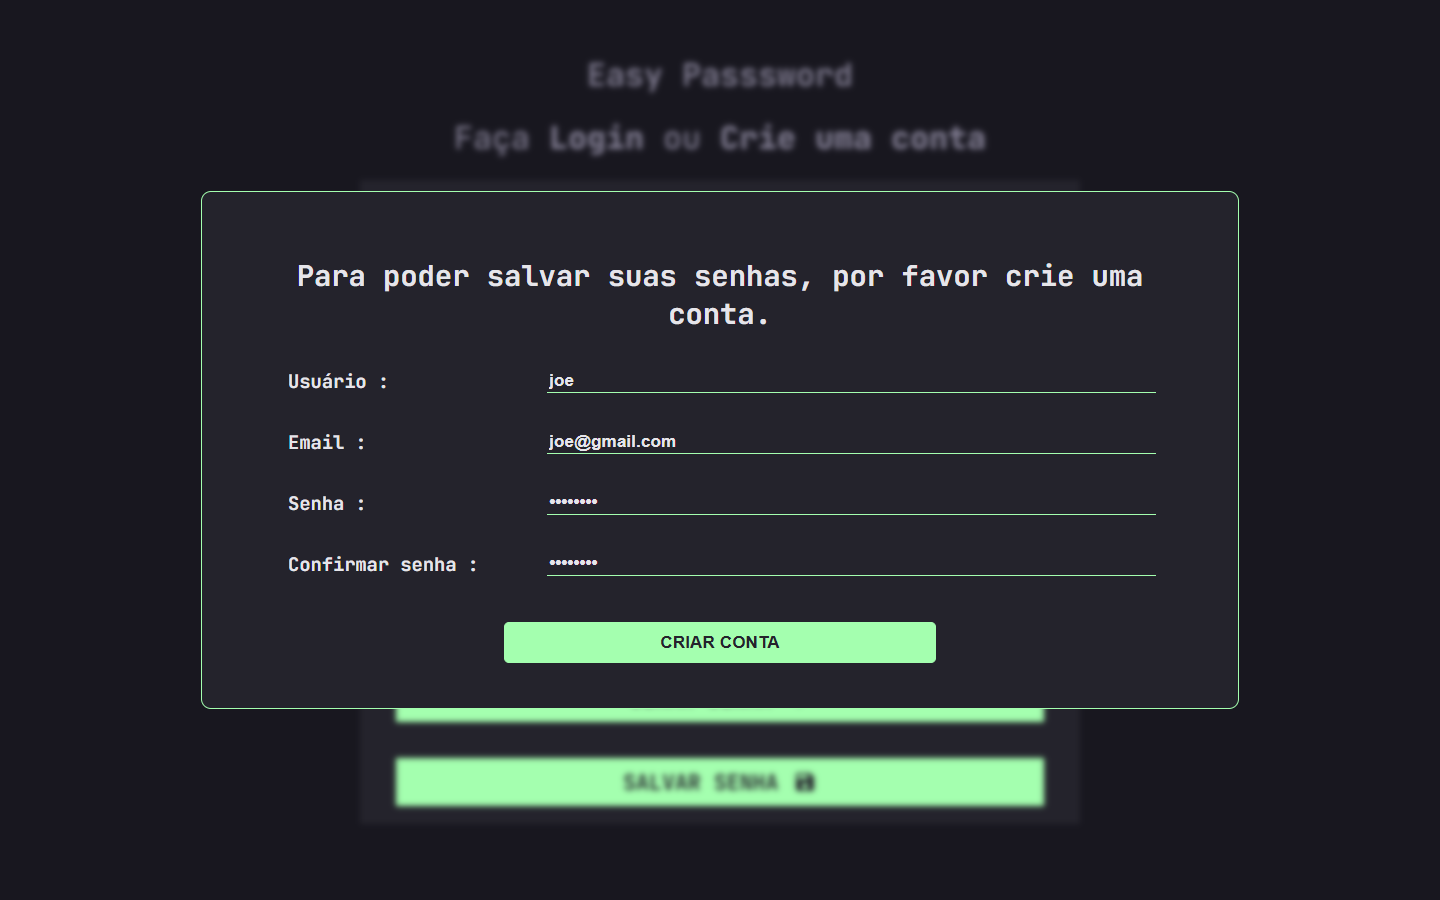 Easy Passsword
Faça Login ou Crie uma conta
Para poder salvar suas senhas, por favor crie uma
conta.
Usuário :
joe
Email :
joe@gmail.com
Senha :
••••••••
Confirmar senha :
••••••••
CRIAR CONTA
SALVAR SENHA